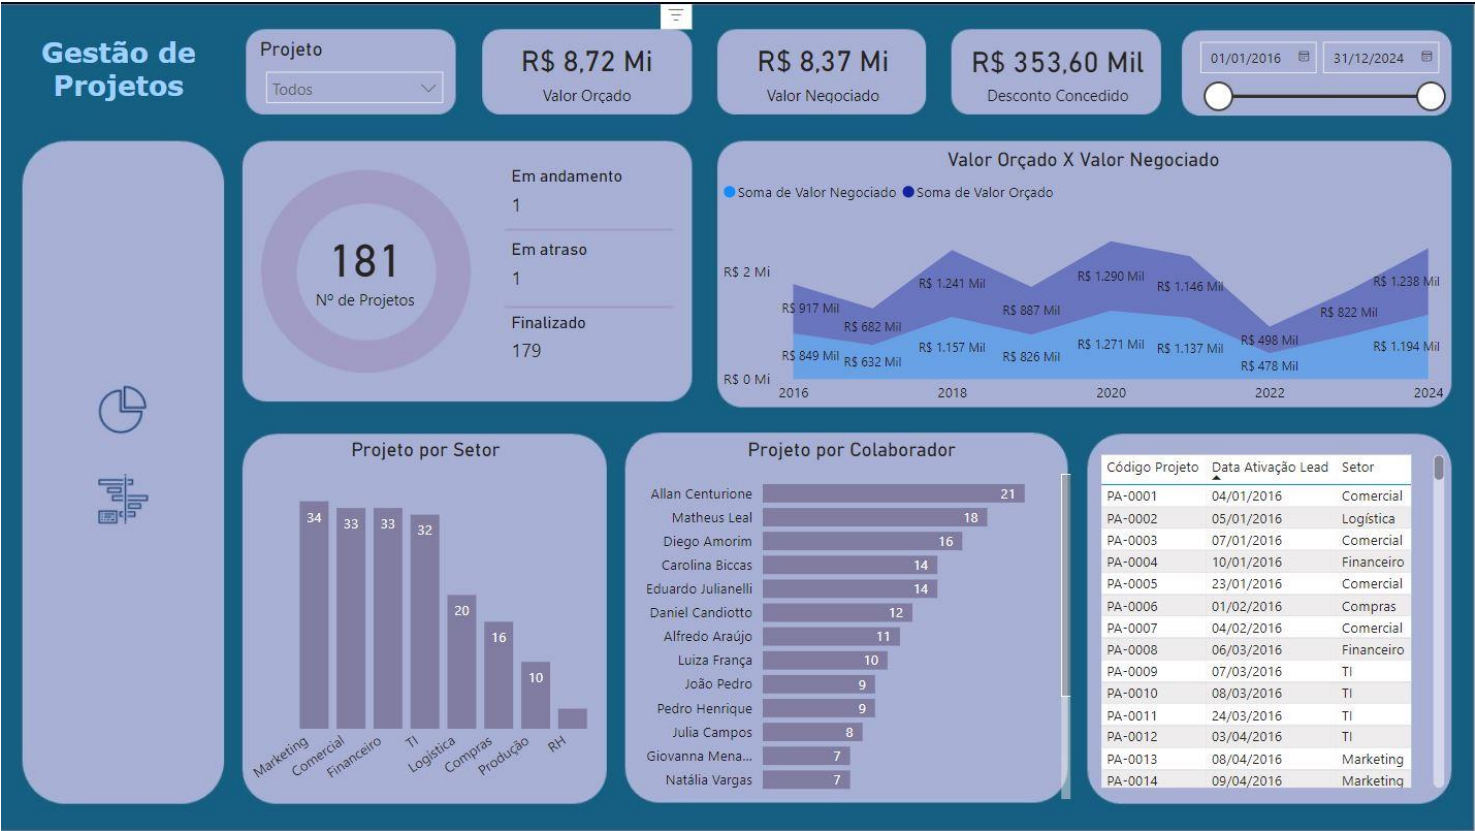 Gestão de
Projetos
Projeto
Todos
R$ 8,72 Mi
Valor Orçado
R$ 8,37 Mi
Valor Negociado
R$ 353,60 Mil
Desconto Concedido
01/01/2016
31/12/2024
181
Nº de Projetos
Em andamento
1
Em atraso
1
Finalizado
179
Valor Orçado X Valor Negociado
Soma de Valor Negociado Soma de Valor Orçado
R$ 2 Mi
R$ 0 Mi
R$ 917 Mil
R$ 682 Mil
R$ 1.241 Mil
R$ 887 Mil
R$ 1.290 Mil
R$ 1.146 Mil
R$ 498 Mil
R$ 822 Mil
R$ 1.238 Mil
R$ 849 Mil
R$ 632 Mil
R$ 1.157 Mil
R$ 826 Mil
R$ 1.271 Mil
R$ 1.137 Mil
R$ 478 Mil
R$ 1.194 Mil
2016 2018 2020 2022 2024
Projeto por Setor
34 33 33 32 20 16 10
Marketing Comercial Financeiro TI Logística Compras Produção RH
Projeto por Colaborador
Allan Centurione 21
Matheus Leal 18
Diego Amorim 16
Carolina Biccas 14
Eduardo Julianelli 14
Daniel Candiotto 12
Alfredo Araújo 11
Luiza França 10
João Pedro 9
Pedro Henrique 9
Julia Campos 8
Giovanna Mena... 7
Natália Vargas 7
Código Projeto Data Ativação Lead Setor
PA-0001 04/01/2016 Comercial
PA-0002 05/01/2016 Logística
PA-0003 07/01/2016 Comercial
PA-0004 10/01/2016 Financeiro
PA-0005 23/01/2016 Comercial
PA-0006 01/02/2016 Compras
PA-0007 04/02/2016 Comercial
PA-0008 06/03/2016 Financeiro
PA-0009 07/03/2016 TI
PA-0010 08/03/2016 TI
PA-0011 24/03/2016 TI
PA-0012 03/04/2016 TI
PA-0013 08/04/2016 Marketing
PA-0014 09/04/2016 Marketing